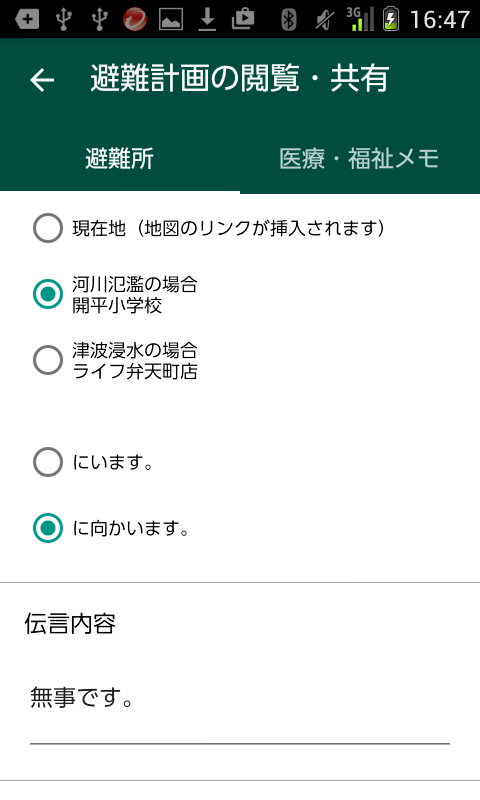 3G 16:47
避難計画の閲覧・共有
避難所 医療・福祉メモ
現在地（地図のリンクが挿入されます）
河川氾濫の場合
開平小学校
津波浸水の場合
ライフ弁天町店
にいます。
に向かいます。
伝言内容
無事です。